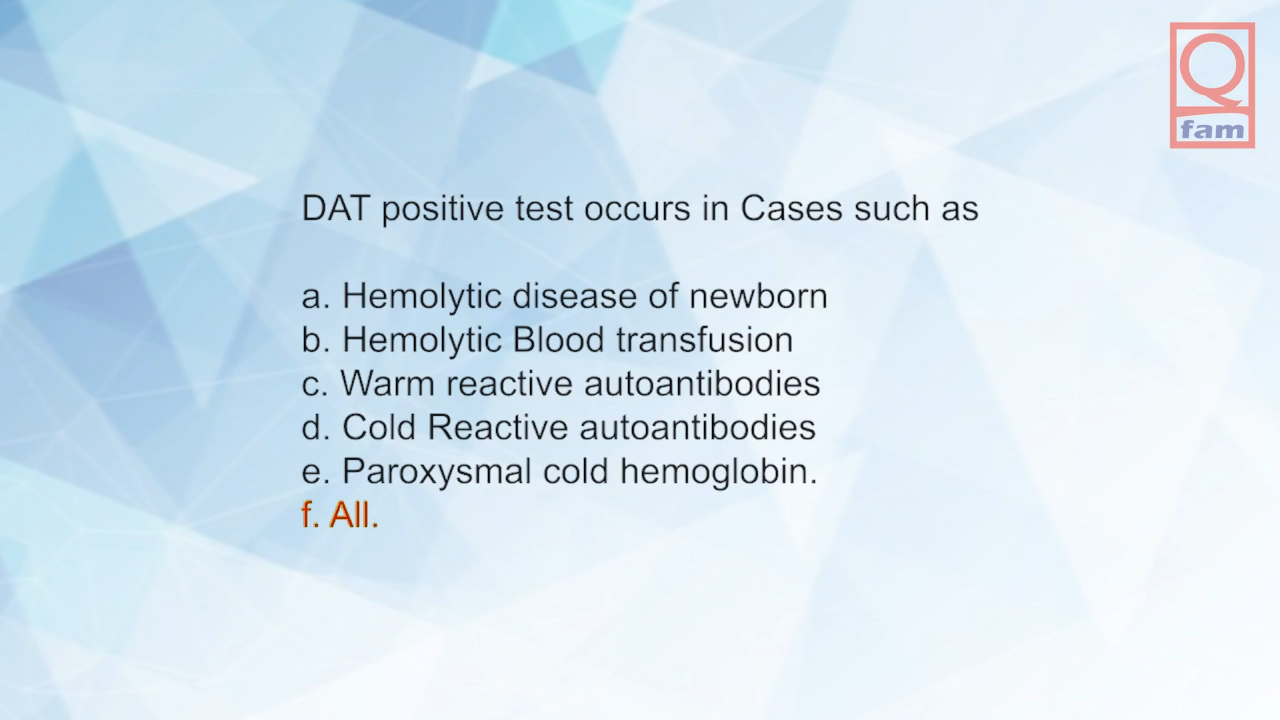 Q
fam
DAT positive test occurs in Cases such as
a. Hemolytic disease of newborn
b. Hemolytic Blood transfusion
c. Warm reactive autoantibodies
d. Cold Reactive autoantibodies
e. Paroxysmal cold hemoglobin.
f. All.